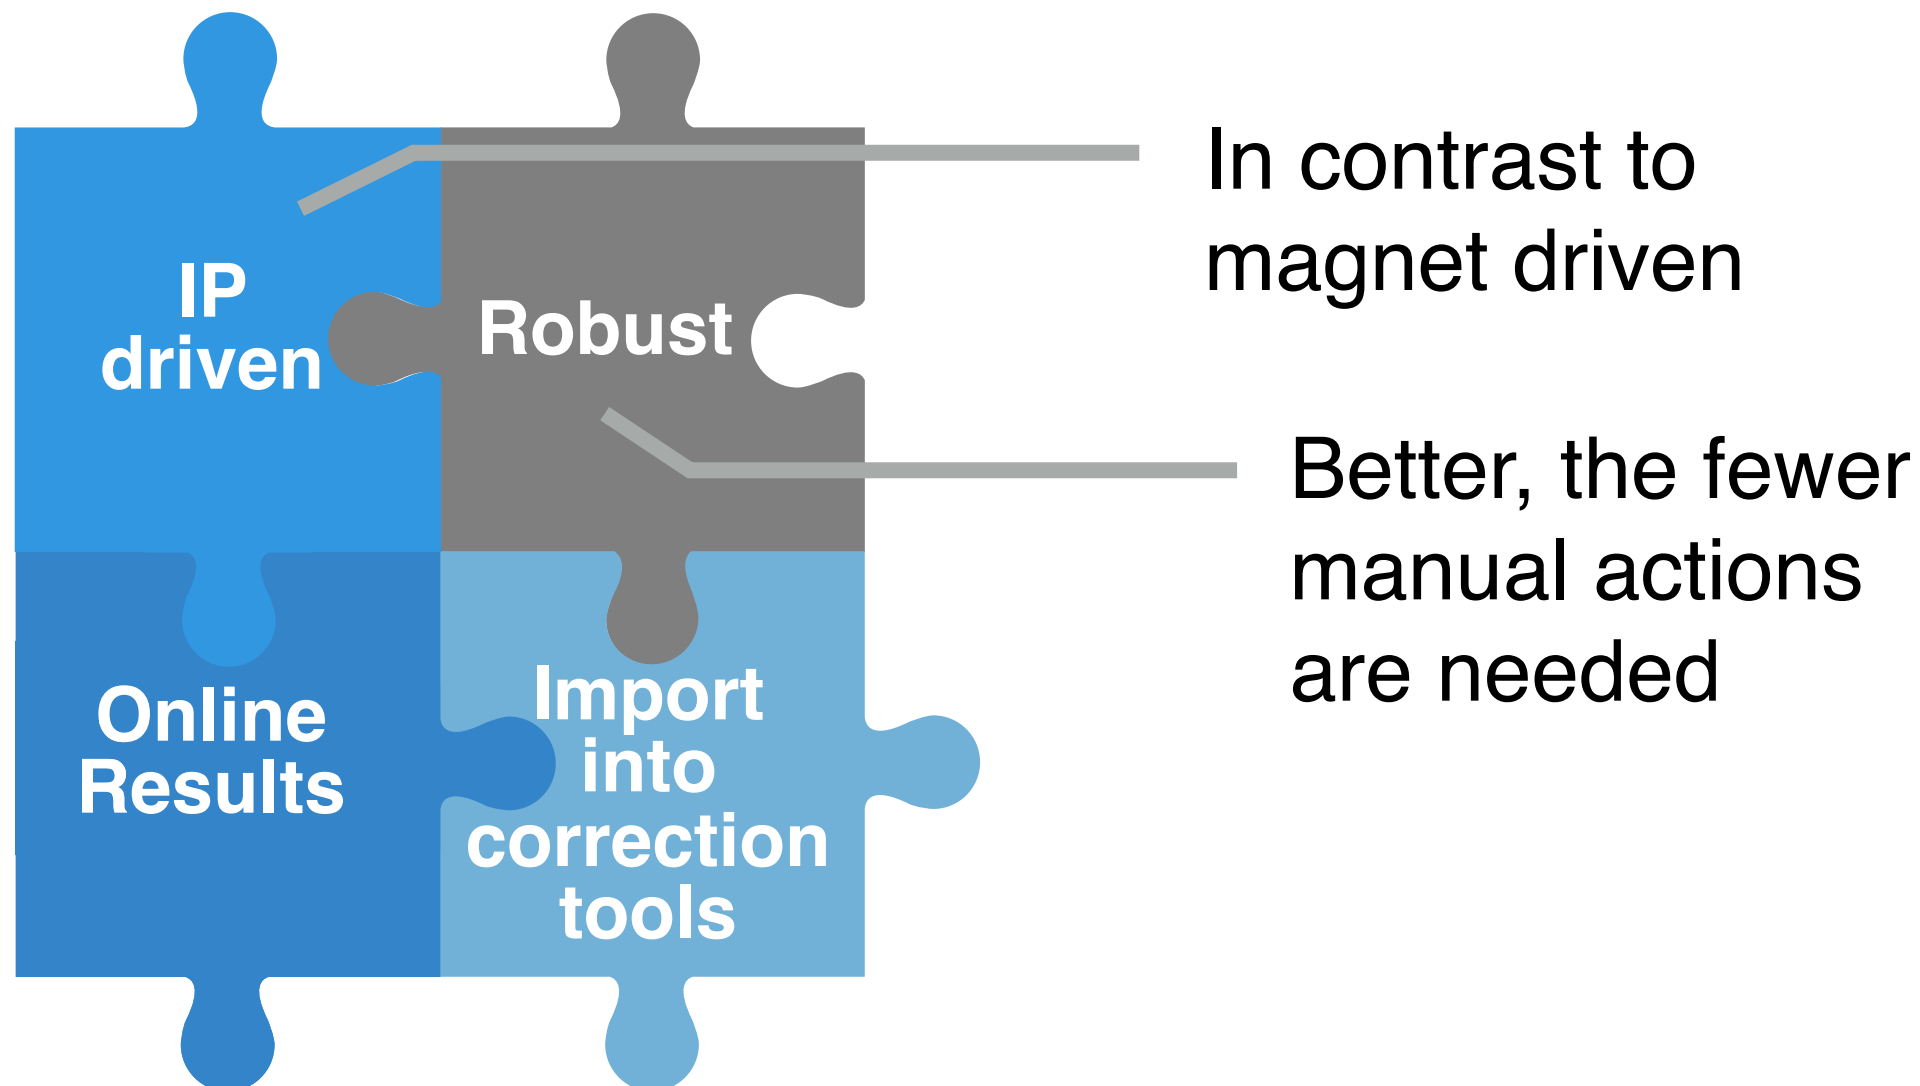 IP
driven
Robust
In contrast to
magnet driven
Better, the fewer
manual actions
are needed
Online
Results
Import
into
correction
tools